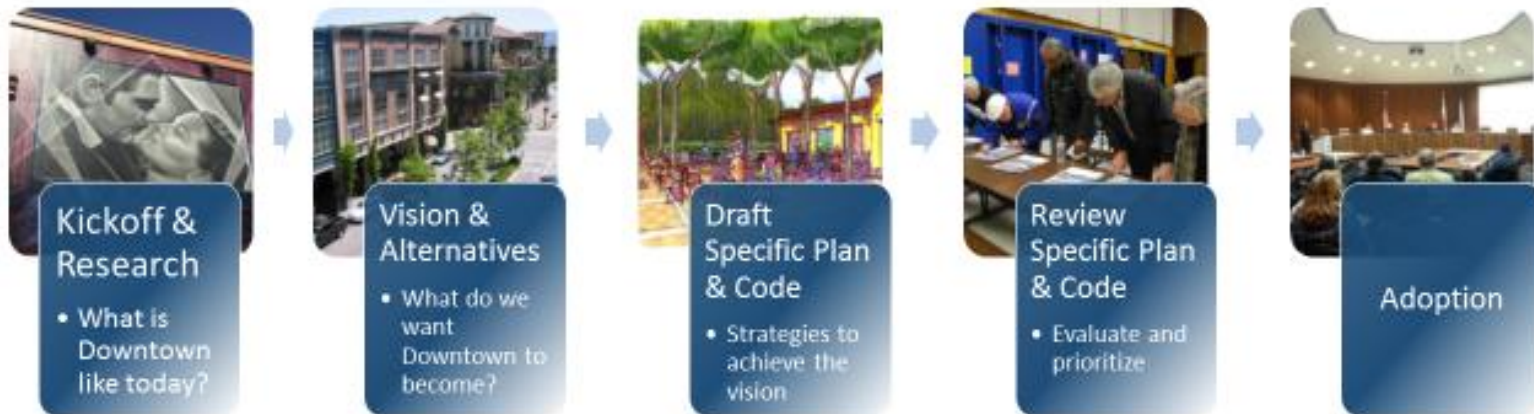 Kickoff &
Research
• What is
Downtown
like today?
Vision &
Alternatives
• What do we
want
Downtown to
become?
Draft
Specific Plan
& Code
• Strategies to
achieve the
vision
Review
Specific Plan
& Code
• Evaluate and
prioritize
Adoption